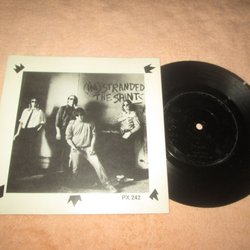 (I'M) STRANDED
THE SAINTS
PX 242